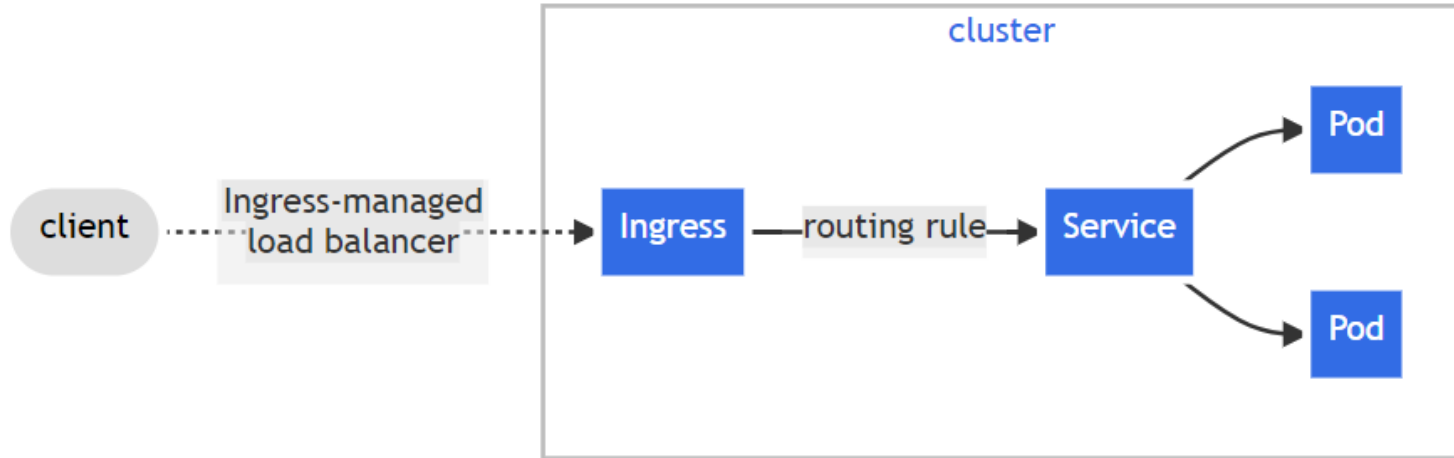 cluster
client
Ingress-managed
load balancer
Ingress
routing rule
Service
Pod
Pod